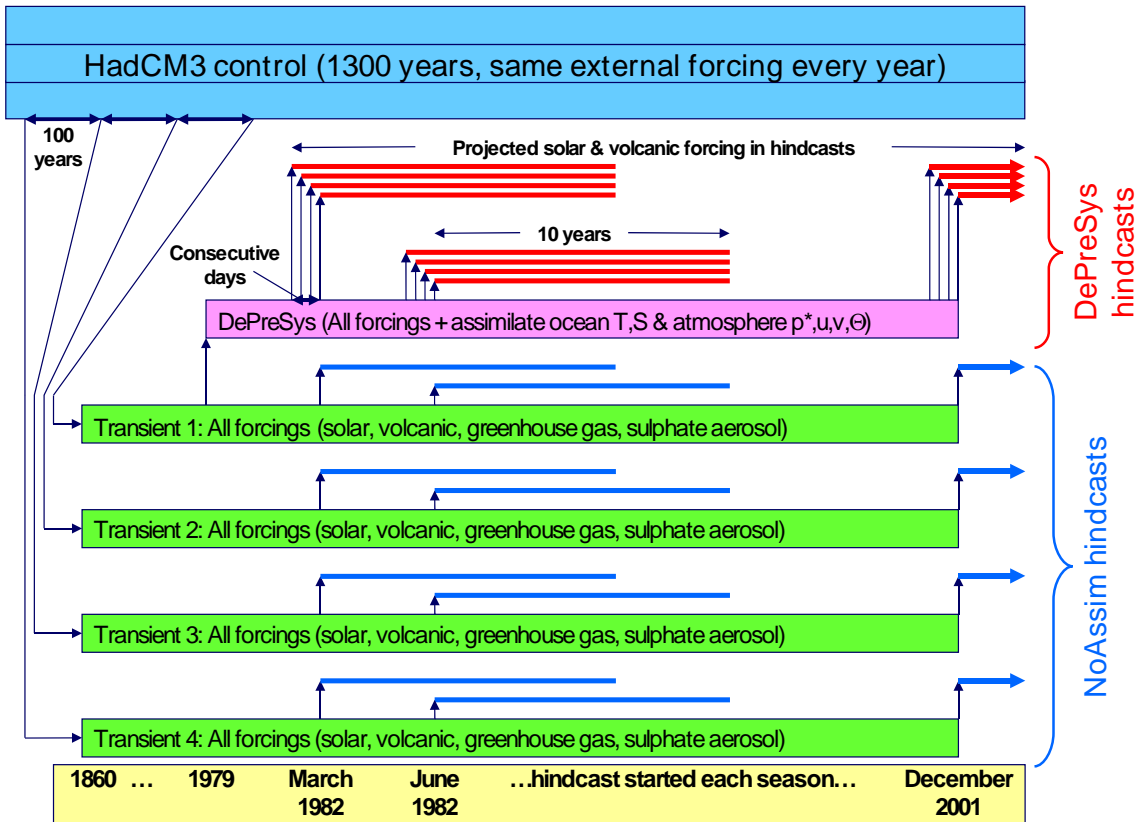 HadCM3 control (1300 years, same external forcing every year)
100
years
Projected solar & volcanic forcing in hindcasts
Consecutive
days
10 years
DePreSys (All forcings + assimilate ocean T,S & atmosphere p*,u,v,Θ)
DePreSys
hindcasts
Transient 1: All forcings (solar, volcanic, greenhouse gas, sulphate aerosol)
Transient 2: All forcings (solar, volcanic, greenhouse gas, sulphate aerosol)
Transient 3: All forcings (solar, volcanic, greenhouse gas, sulphate aerosol)
Transient 4: All forcings (solar, volcanic, greenhouse gas, sulphate aerosol)
NoAssim hindcasts
1860 … 1979 March June …hindcast started each season… December
1982 1982 2001